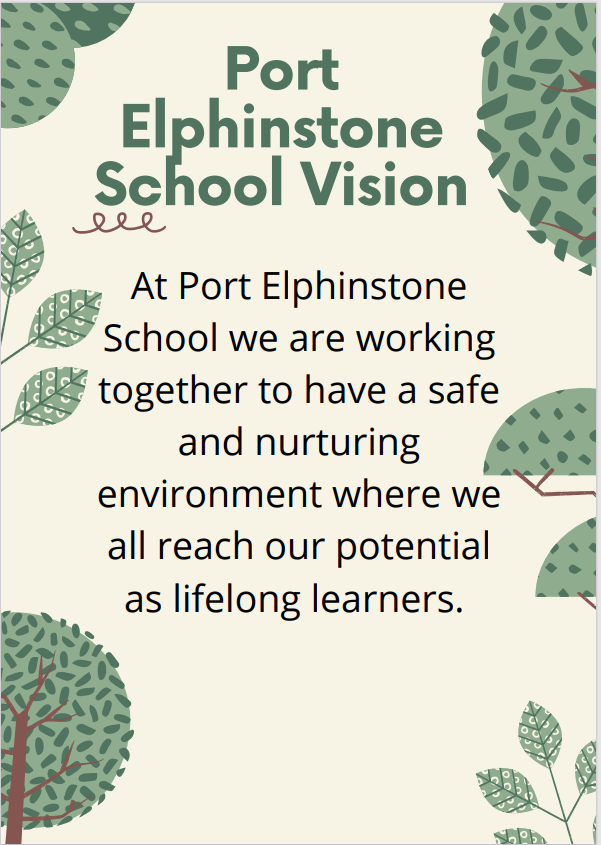 Port
Elphinstone
School Vision
At Port Elphinstone
School we are working
together to have a safe
and nurturing
environment where we
all reach our potential
as lifelong learners.